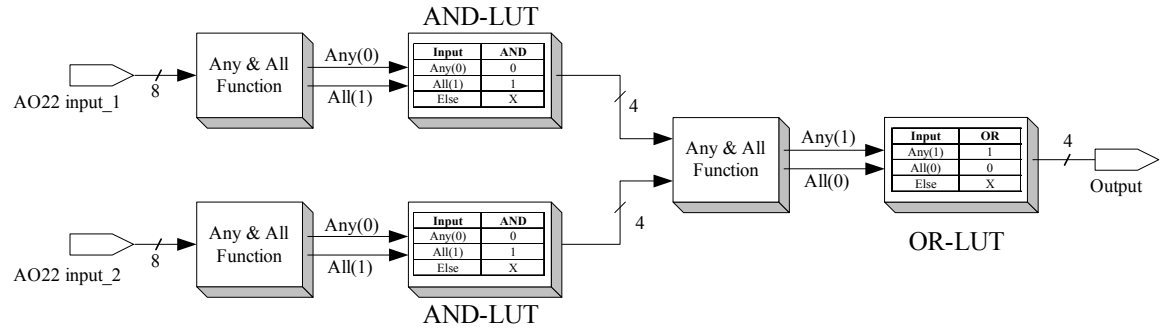 AND-LUT
AO22 input_1
8
Any & All
Function
Any(0)
All(1)
Input AND
Any(0) 0
All(1) 1
Else X
4
AO22 input_2
8
Any & All
Function
Any(0)
All(1)
Input AND
Any(0) 0
All(1) 1
Else X
AND-LUT
4
Any & All
Function
Any(1)
All(0)
Input OR
Any(1) 1
All(0) 0
Else X
OR-LUT
4
Output